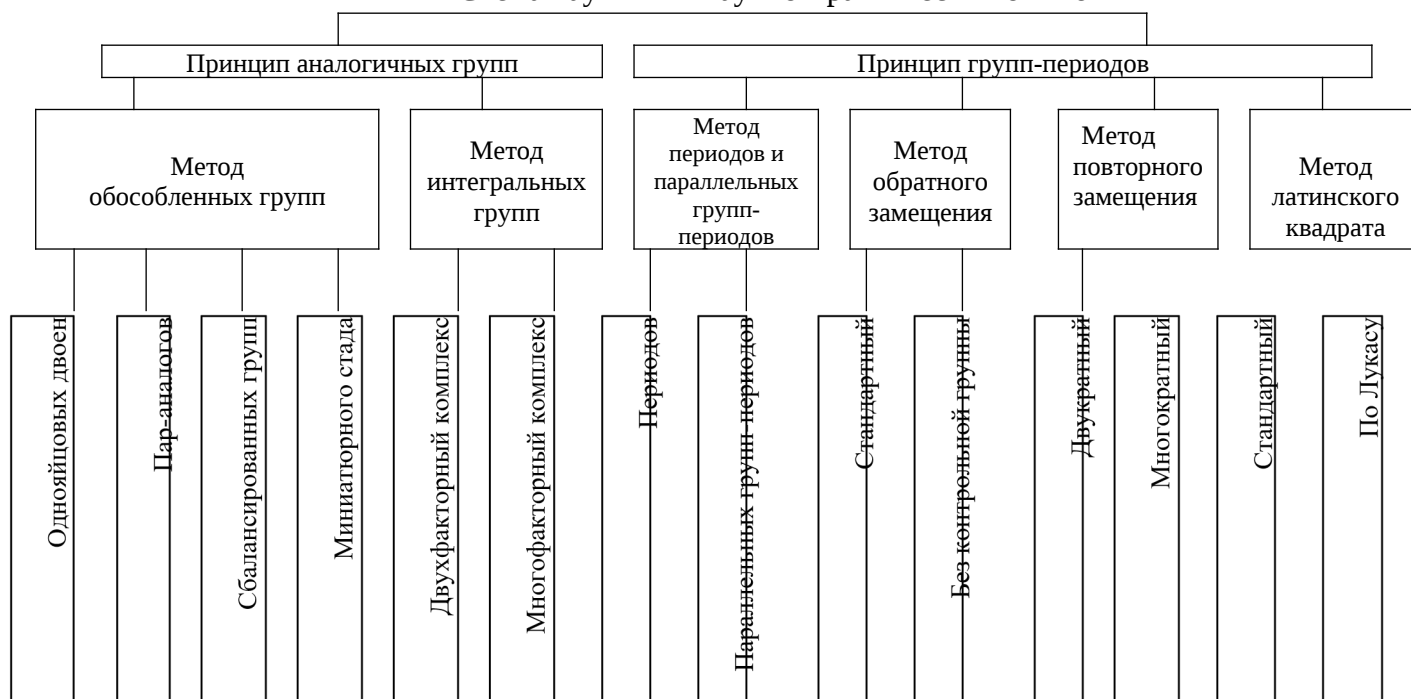 Принцип аналогичных групп
Принцип групп-периодов
Метод
обособленных групп
Метод
интегральных
групп
Метод
периодов и
параллельных
групп-
периодов
Метод
обратного
замещения
Метод
повторного
замещения
Метод
латинского
квадрата
Однояйцовых двоен
Пар-аналогов
Сбалансированных групп
Миниатюрного стада
Двухфакторный комплекс
Многофакторный комплекс
Периодов
Параллельных групп-периодов
Стандартный
Без контрольной группы
Двукратный
Многократный
Стандартный
По Лукасу